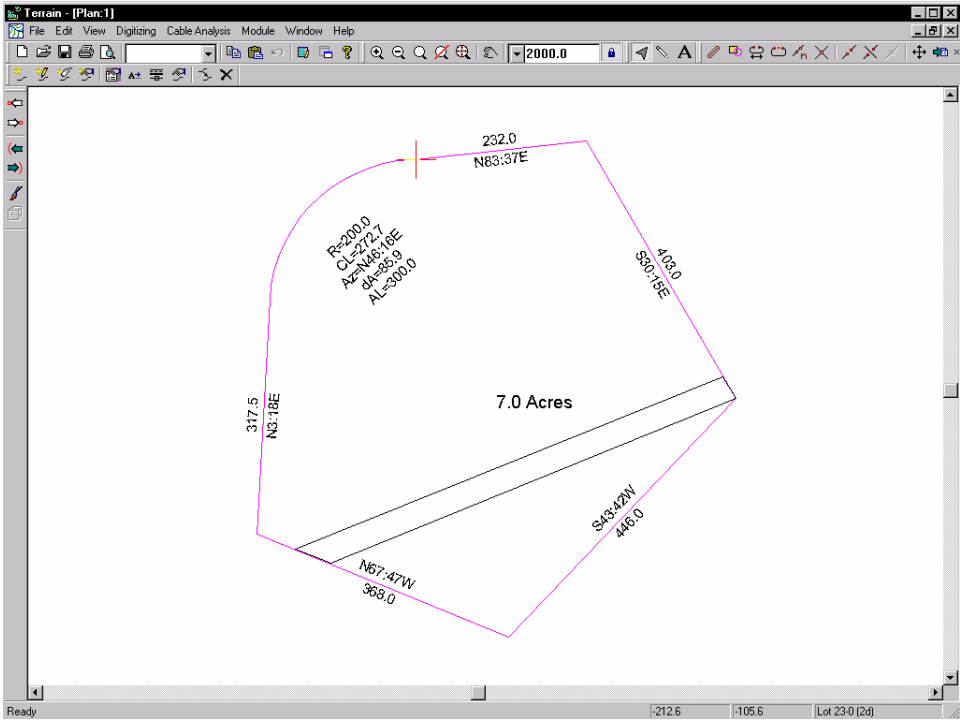 Terrain - [Plan:1]
File Edit View Digitizing Cable Analysis Module Window Help
2000.0
A
232.0
N83:37E
R=200.0
CL=272.7
Az=N46:16E
dA=85.9
AL=300.0
403.0
S30:15E
317.5
N3:18E
7.0 Acres
S43:42W
446.0
N67:47W
368.0
Ready -212.6 -105.6 Lot 23-0 (2d)